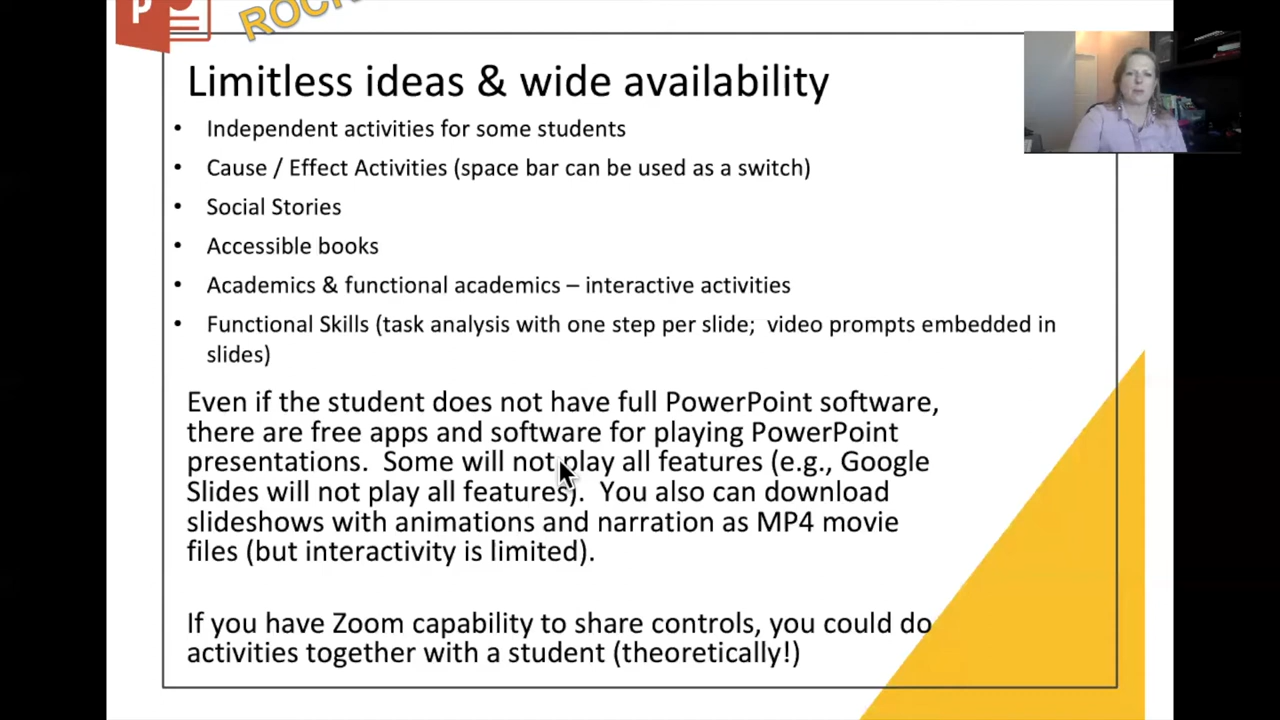 P
ROCK
Limitless ideas & wide availability
• Independent activities for some students
• Cause / Effect Activities (space bar can be used as a switch)
• Social Stories
• Accessible books
• Academics & functional academics – interactive activities
• Functional Skills (task analysis with one step per slide;  video prompts embedded in
slides)
Even if the student does not have full PowerPoint software,
there are free apps and software for playing PowerPoint
presentations.  Some will not play all features (e.g., Google
Slides will not play all features).  You also can download
slideshows with animations and narration as MP4 movie
files (but interactivity is limited).
If you have Zoom capability to share controls, you could do
activities together with a student (theoretically!)